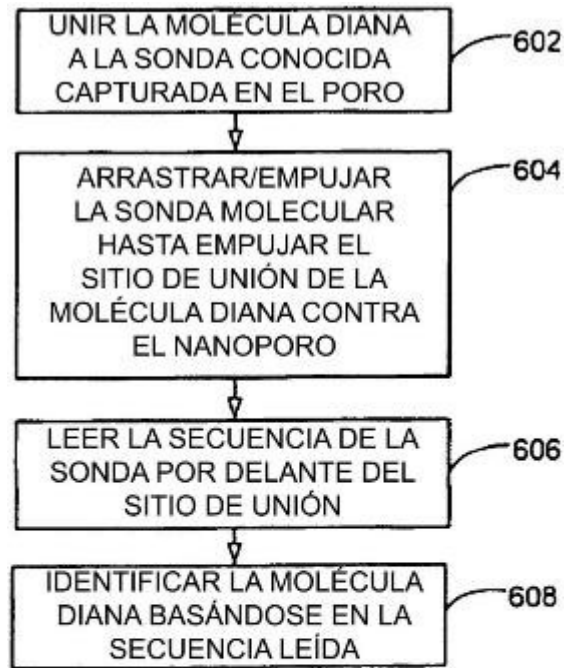 UNIR LA MOLÉCULA DIANA
A LA SONDA CONOCIDA
CAPTURADA EN EL PORO
602
ARRASTRAR/EMPUJAR
LA SONDA MOLECULAR
HASTA EMPUJAR EL
SITIO DE UNIÓN DE LA
MOLÉCULA DIANA CONTRA
EL NANOPORO
604
LEER LA SECUENCIA DE LA
SONDA POR DELANTE DEL
SITIO DE UNIÓN
606
IDENTIFICAR LA MOLÉCULA
DIANA BASÁNDOSE EN LA
SECUENCIA LEÍDA
608